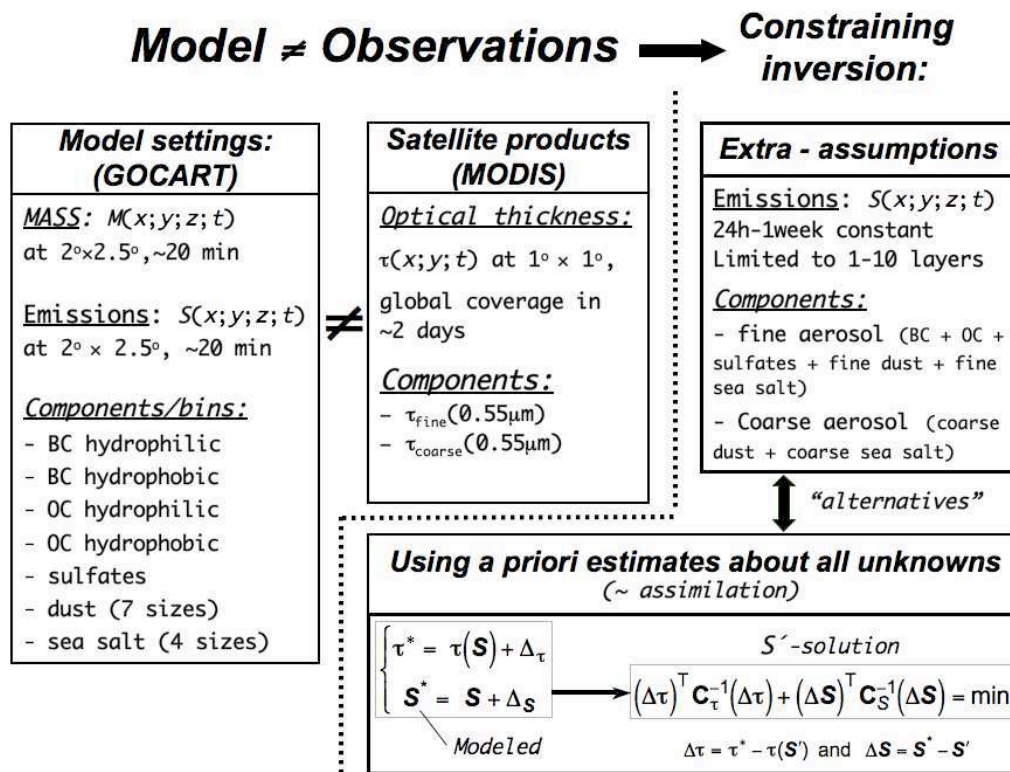 Model ≠ Observations
Constraining
inversion:
Model settings:
(GOCART)
MASS: M(x;y;z;t)
at 2°×2.5°,~20 min
Emissions: S(x;y;z;t)
at 2° × 2.5°, ~20 min
Components/bins:
- BC hydrophilic
- BC hydrophobic
- OC hydrophilic
- OC hydrophobic
- sulfates
- dust (7 sizes)
- sea salt (4 sizes)
≠
Satellite products
(MODIS)
Optical thickness:
τ(x;y;t) at 1° × 1°,
global coverage in
~2 days
Components:
– τfine(0.55μm)
– τcoarse(0.55μm)
Extra - assumptions
Emissions: S(x;y;z;t)
24h-1week constant
Limited to 1-10 layers
Components:
- fine aerosol (BC + OC +
sulfates + fine dust + fine
sea salt)
- Coarse aerosol (coarse
dust + coarse sea salt)
“alternatives”
Using a priori estimates about all unknowns
(~ assimilation)
τ* = τ(S) + Δτ
S* = S + ΔS
Modeled
S´-solution
(Δτ)ᵀ Cτ⁻¹(Δτ) + (ΔS)ᵀ CS⁻¹(ΔS) = min
Δτ = τ* − τ(S′) and ΔS = S* − S′